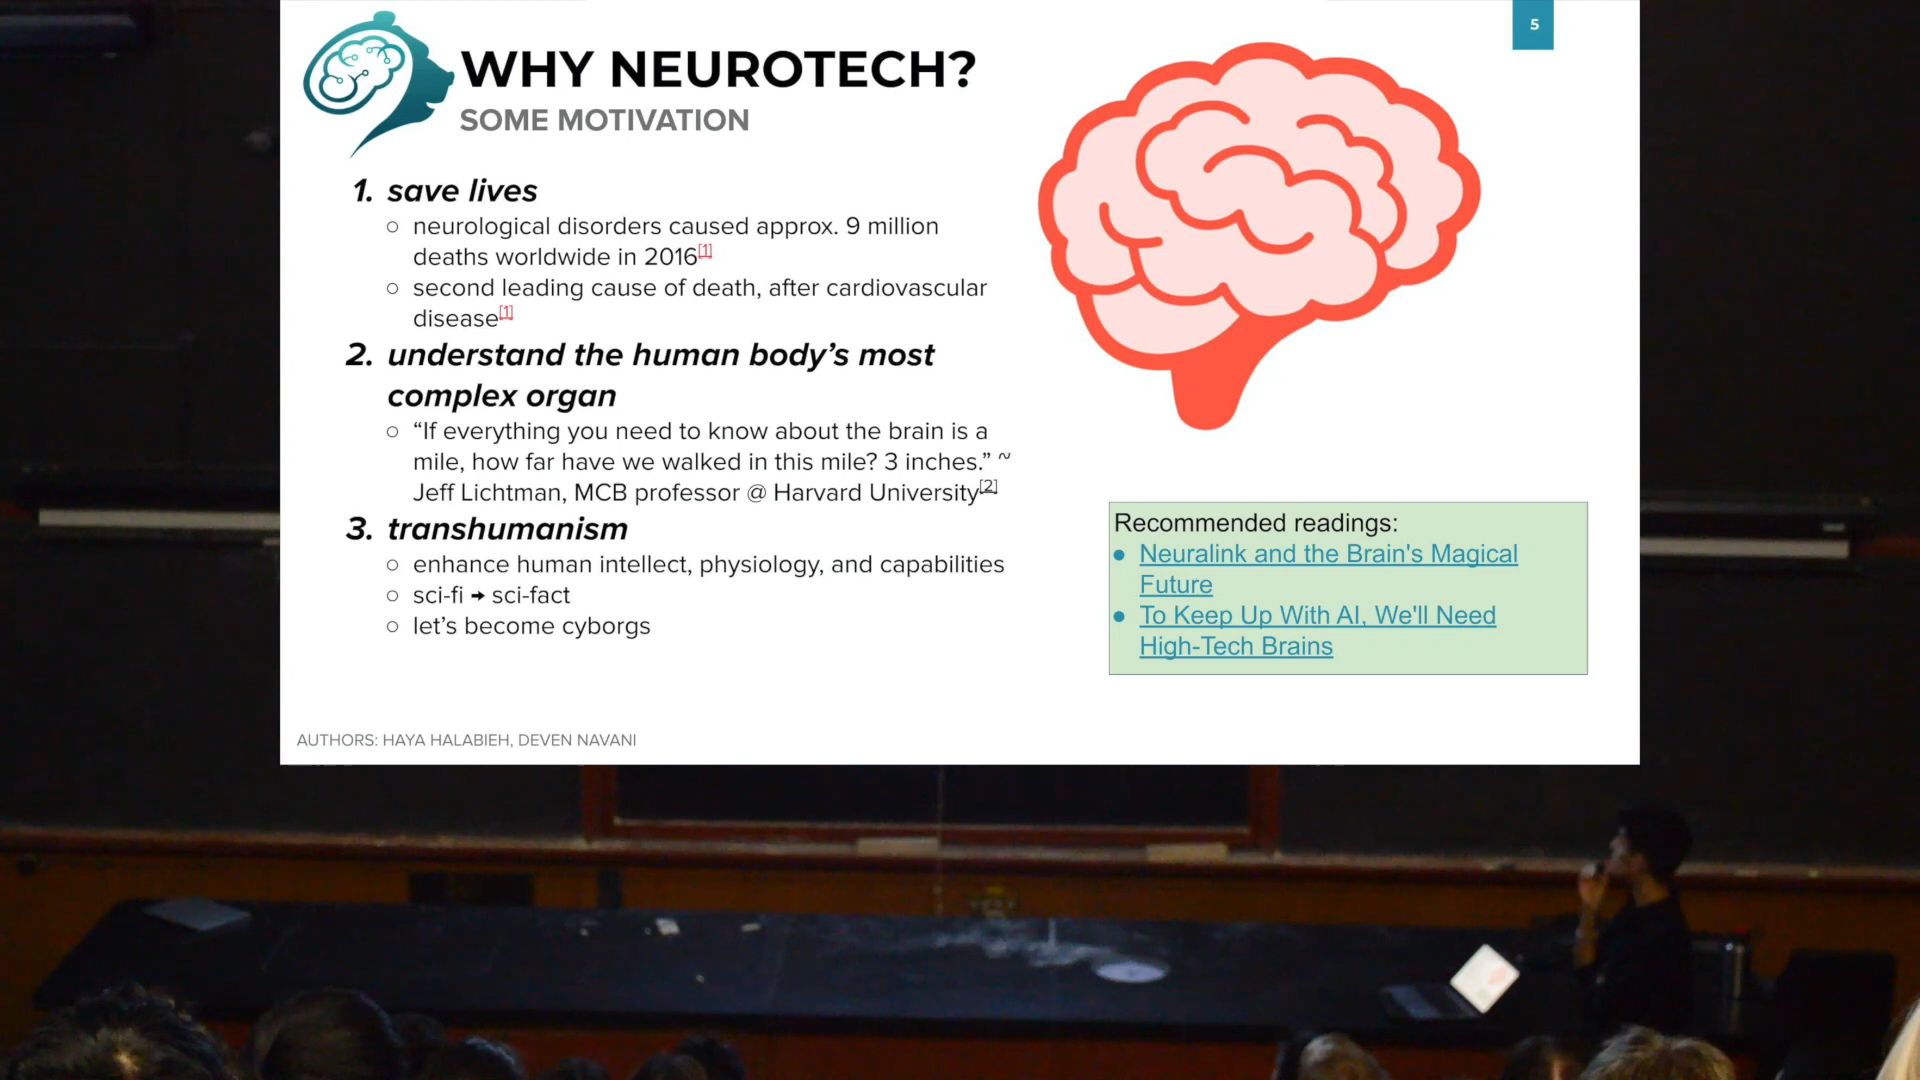 5
WHY NEUROTECH?
SOME MOTIVATION
1. save lives
○ neurological disorders caused approx. 9 million
deaths worldwide in 2016[1]
○ second leading cause of death, after cardiovascular
disease[1]
2. understand the human body’s most
complex organ
○ “If everything you need to know about the brain is a
mile, how far have we walked in this mile? 3 inches.” ~
Jeff Lichtman, MCB professor @ Harvard University[2]
3. transhumanism
○ enhance human intellect, physiology, and capabilities
○ sci-fi → sci-fact
○ let’s become cyborgs
Recommended readings:
● Neuralink and the Brain's Magical
Future
● To Keep Up With AI, We'll Need
High-Tech Brains
AUTHORS: HAYA HALABIEH, DEVEN NAVANI